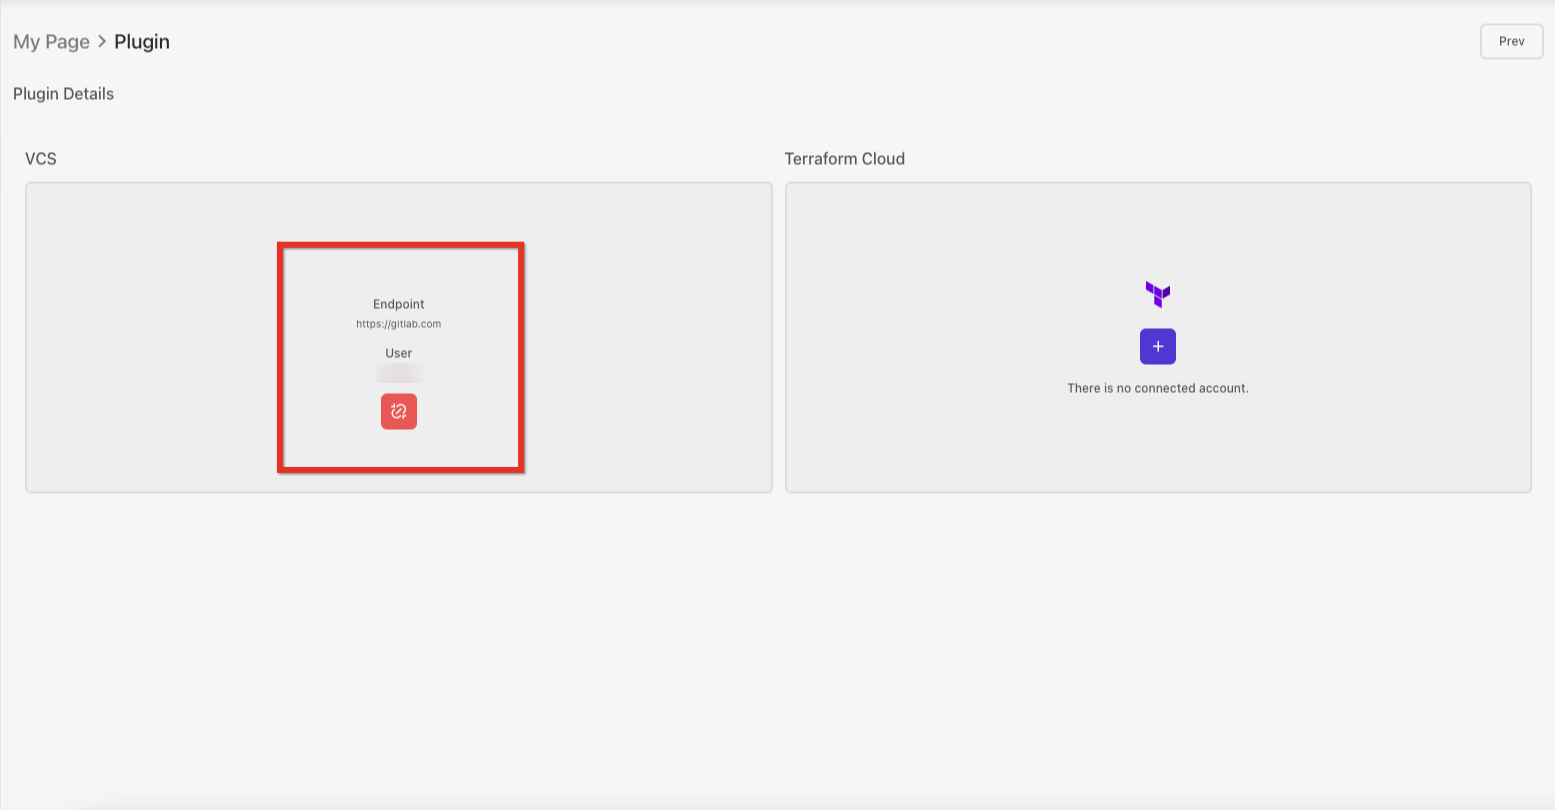 My Page > Plugin
Prev
Plugin Details
VCS
Endpoint
https://gitlab.com
User
Terraform Cloud
+
There is no connected account.